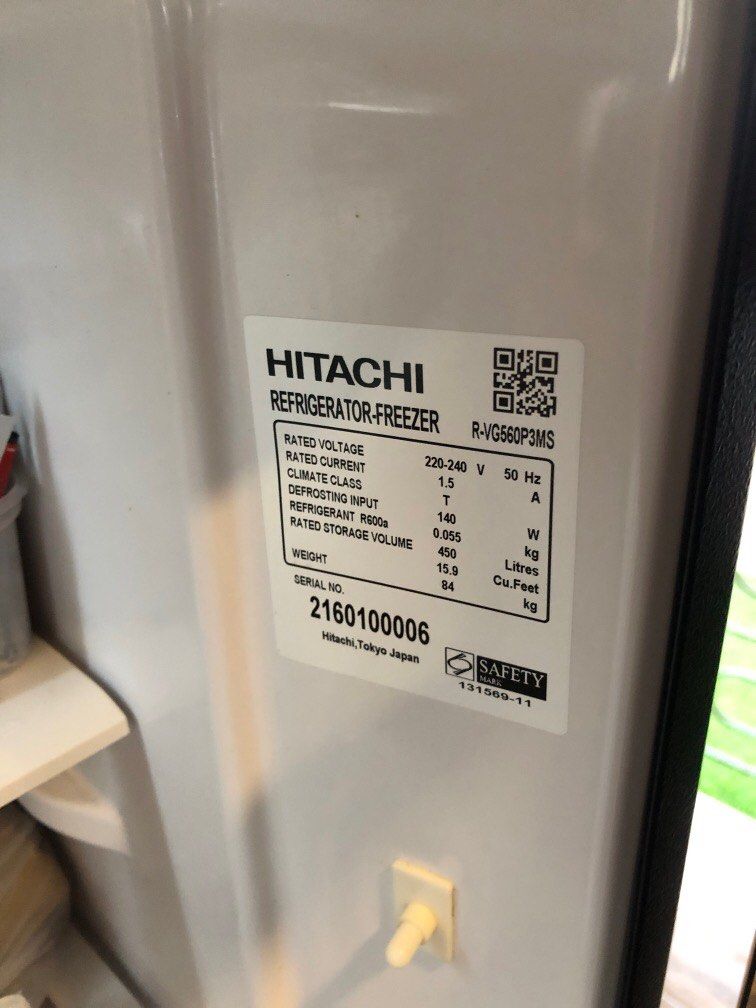 HITACHI
REFRIGERATOR-FREEZER R-VG560P3MS
RATED VOLTAGE 220-240 V 50 Hz
RATED CURRENT 1.5 A
CLIMATE CLASS T
DEFROSTING INPUT 140 W
REFRIGERANT R600a 0.055 kg
RATED STORAGE VOLUME 450 Litres
15.9 Cu.Feet
WEIGHT 84 kg
SERIAL NO.
2160100006
Hitachi,Tokyo Japan
SAFETY
MARK
131569-11